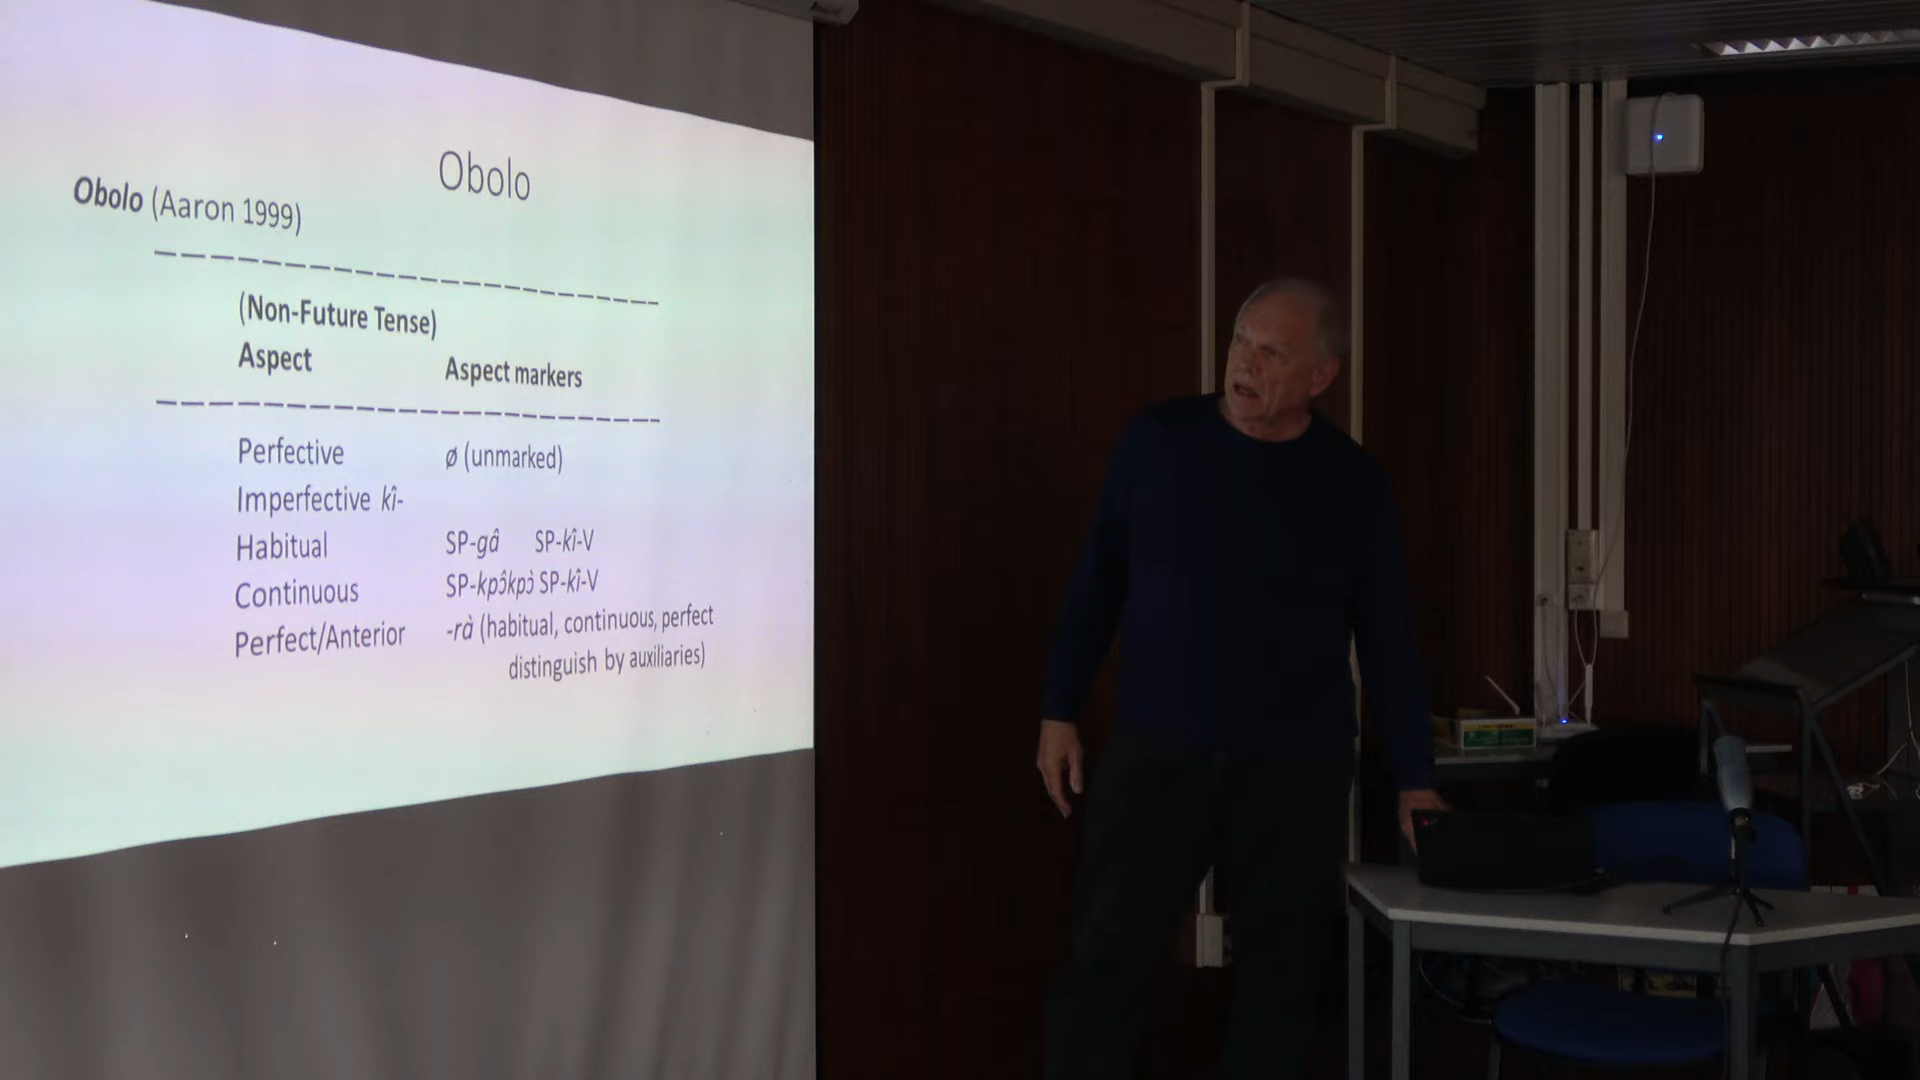 Obolo
Obolo (Aaron 1999)
(Non-Future Tense)
Aspect Aspect markers
Perfective ø (unmarked)
Imperfective kî-
Habitual SP-gâ SP-kî-V
Continuous SP-kpɔ̂kpɔ̀ SP-kî-V
Perfect/Anterior -rà (habitual, continuous, perfect
distinguish by auxiliaries)